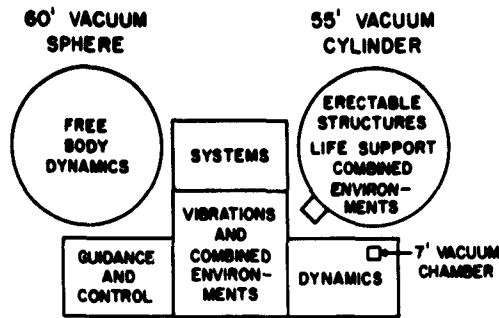 60' VACUUM
SPHERE
55' VACUUM
CYLINDER
FREE
BODY
DYNAMICS
ERECTABLE
STRUCTURES
LIFE SUPPORT
COMBINED
ENVIRON-
MENTS
SYSTEMS
VIBRATIONS
AND
COMBINED
ENVIRON-
MENTS
GUIDANCE
AND
CONTROL
DYNAMICS
7' VACUUM
CHAMBER